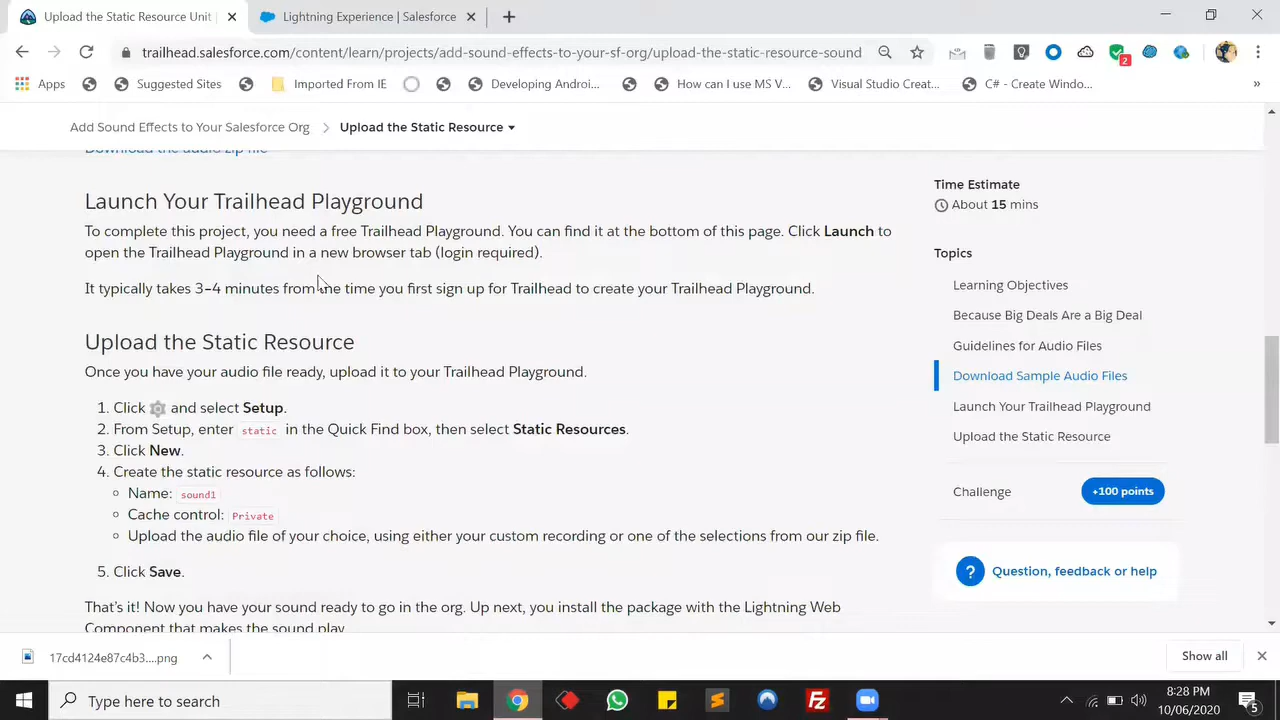 Upload the Static Resource Unit
Lightning Experience | Salesforce
trailhead.salesforce.com/content/learn/projects/add-sound-effects-to-your-sf-org/upload-the-static-resource-sound
2
Apps
Suggested Sites
Imported From IE
Developing Androi...
How can I use MS V...
Visual Studio Creat...
C# - Create Windo...
»
Add Sound Effects to Your Salesforce Org
Upload the Static Resource
Download the audio zip file
Launch Your Trailhead Playground
To complete this project, you need a free Trailhead Playground. You can find it at the bottom of this page. Click Launch to
open the Trailhead Playground in a new browser tab (login required).
It typically takes 3–4 minutes from the time you first sign up for Trailhead to create your Trailhead Playground.
Upload the Static Resource
Once you have your audio file ready, upload it to your Trailhead Playground.
1. Click and select Setup.
2. From Setup, enter static in the Quick Find box, then select Static Resources.
3. Click New.
4. Create the static resource as follows:
Name: sound1
Cache control: Private
Upload the audio file of your choice, using either your custom recording or one of the selections from our zip file.
5. Click Save.
That's it! Now you have your sound ready to go in the org. Up next, you install the package with the Lightning Web
Component that makes the sound play.
Time Estimate
About 15 mins
Topics
Learning Objectives
Because Big Deals Are a Big Deal
Guidelines for Audio Files
Download Sample Audio Files
Launch Your Trailhead Playground
Upload the Static Resource
Challenge
+100 points
? Question, feedback or help
17cd4124e87c4b3....png
Show all
Type here to search
8:28 PM
10/06/2020
5